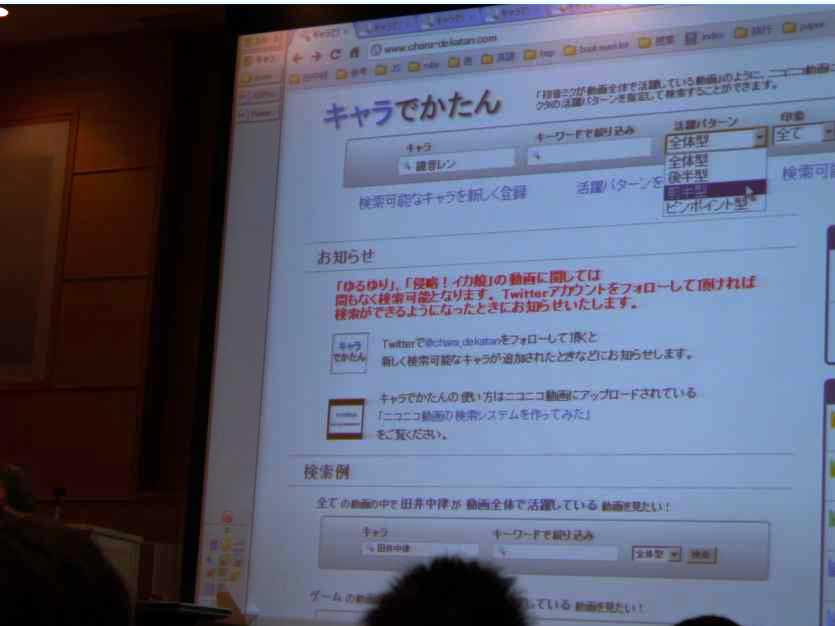 www.chara-dekatan.com
参考 JS ruby 英語 book marklet 授業 index 旅行 paper
キャラでかたん
「初音ミクが動画全体で活躍している動画」のように、ニコニコ動画
クタの活躍パターンを指定して検索することができます。
キャラ キーワードで絞り込み 活躍パターン 印象
鏡音レン 全体型 全て
全体型
後半型
前半型
ピンポイント型
検索可能なキャラを新しく登録 活躍パターンを 検索可能
お知らせ
「ゆるゆり」、「侵略！イカ娘」の動画に関しては
間もなく検索可能となります。Twitterアカウントをフォローして頂ければ
検索ができるようになったときにお知らせいたします。
キャラ
でかたん
Twitterで@chara_dekatanをフォローして頂くと
新しく検索可能なキャラが追加されたときなどにお知らせします。
キャラでかたんの使い方はニコニコ動画にアップロードされている
「ニコニコ動画の検索システムを作ってみた」
をご覧ください。
検索例
全ての動画の中で田井中律が動画全体で活躍している動画を見たい！
キャラ キーワードで絞り込み
田井中律 全体型 検索
ゲームの動画 ている動画を見たい！